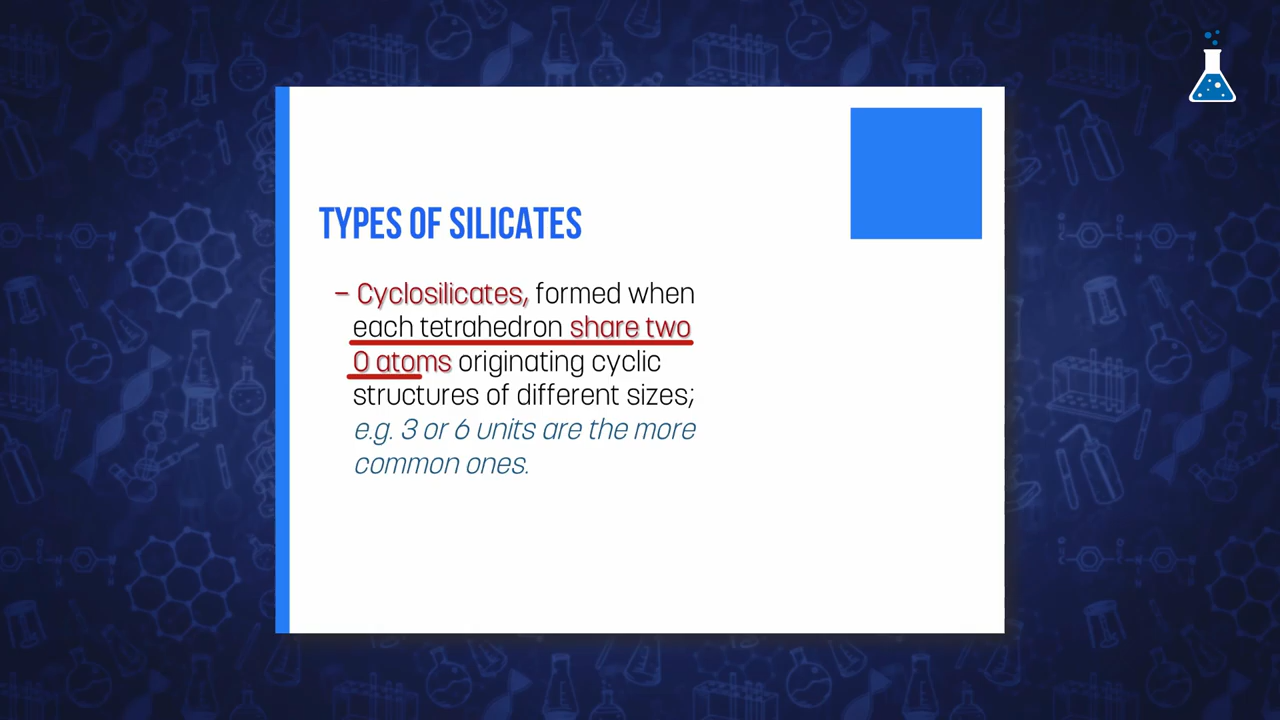 TYPES OF SILICATES
– Cyclosilicates, formed when
each tetrahedron share two
O atoms originating cyclic
structures of different sizes;
e.g. 3 or 6 units are the more
common ones.